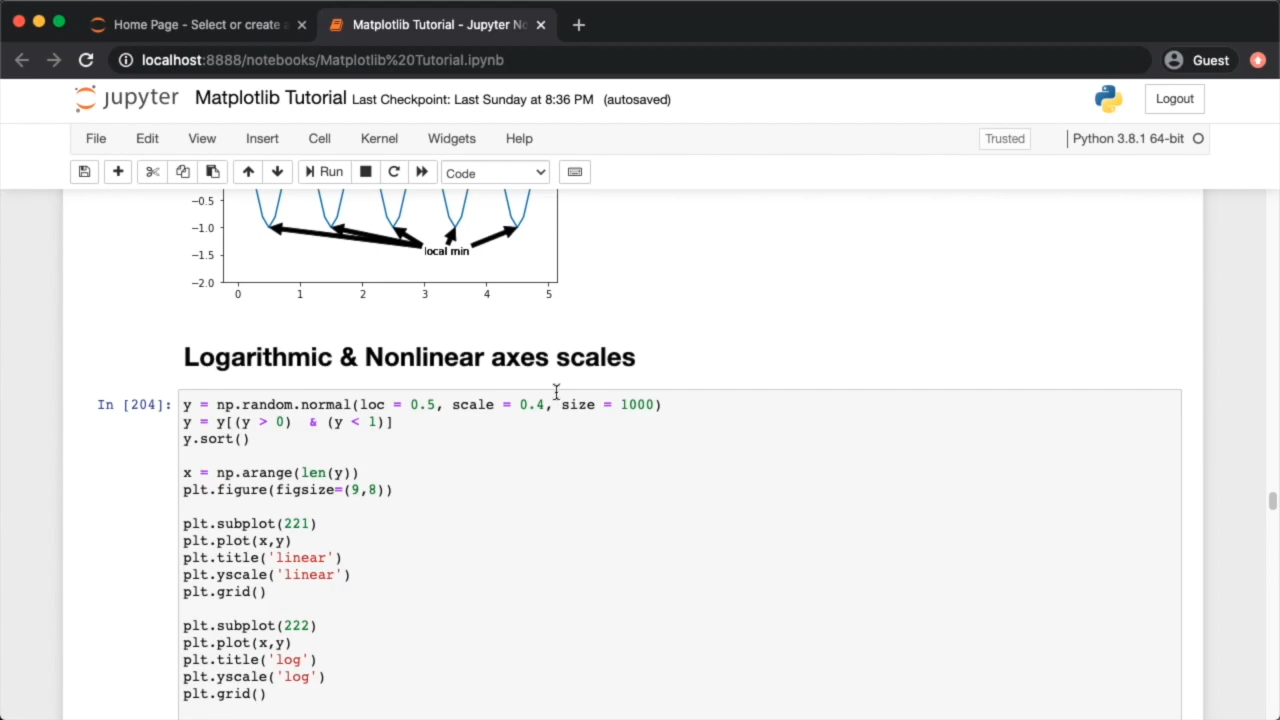 Home Page - Select or create a
Matplotlib Tutorial - Jupyter No
localhost:8888/notebooks/Matplotlib%20Tutorial.ipynb
Guest
jupyter
Matplotlib Tutorial Last Checkpoint: Last Sunday at 8:36 PM (autosaved)
Logout
File Edit View Insert Cell Kernel Widgets Help
Trusted
Python 3.8.1 64-bit
Run
Code
−0.5
−1.0
−1.5
−2.0
local min
0 1 2 3 4 5
Logarithmic & Nonlinear axes scales
In [204]:
y = np.random.normal(loc = 0.5, scale = 0.4, size = 1000)
y = y[(y > 0)  & (y < 1)]
y.sort()
x = np.arange(len(y))
plt.figure(figsize=(9,8))
plt.subplot(221)
plt.plot(x,y)
plt.title('linear')
plt.yscale('linear')
plt.grid()
plt.subplot(222)
plt.plot(x,y)
plt.title('log')
plt.yscale('log')
plt.grid()